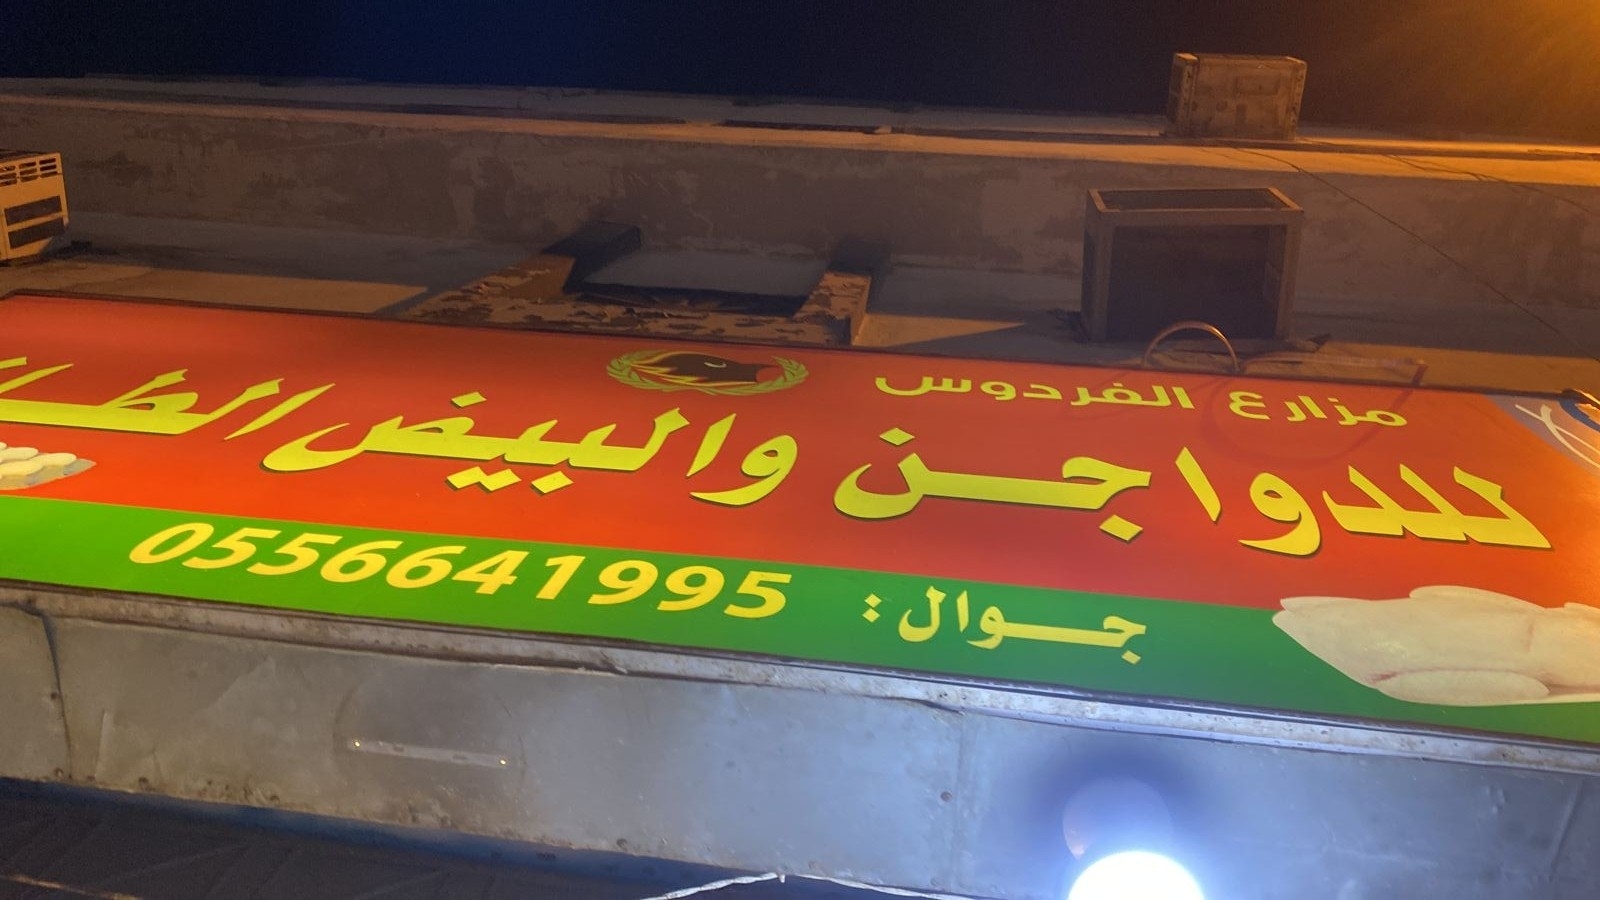 مزارع الفردوس
للدواجن والبيض
جوال: 0556641995